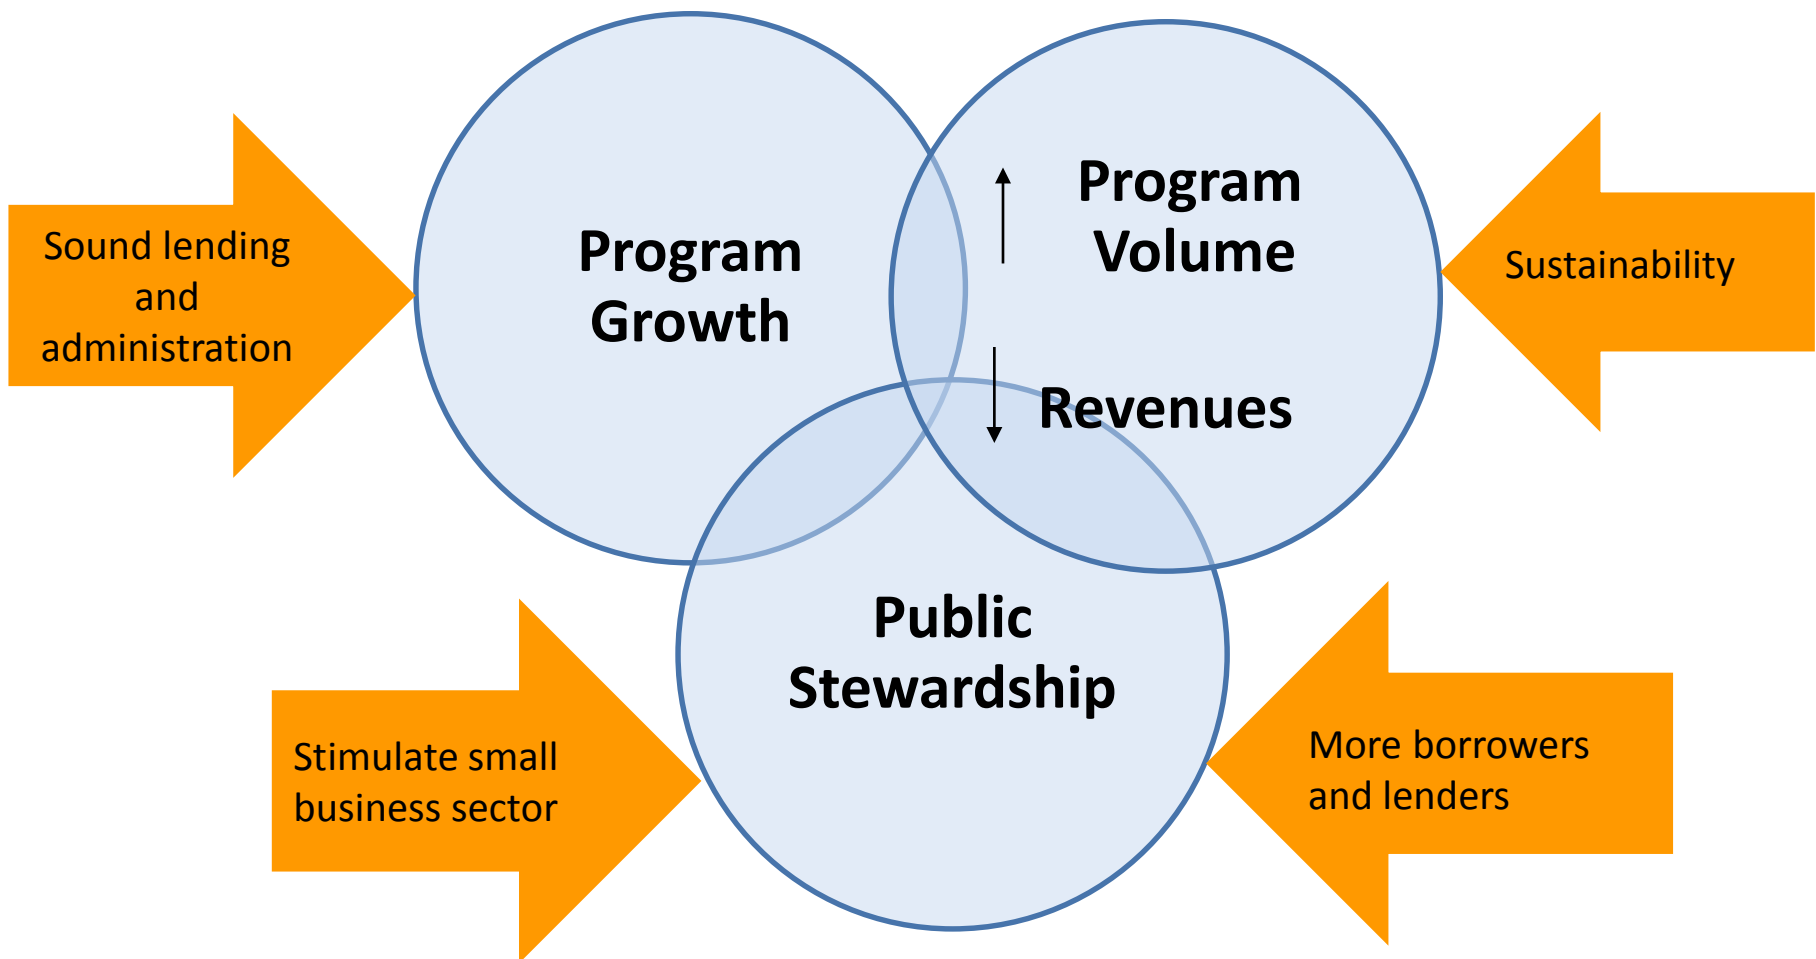 Sound lending
and
administration
Program
Growth
Program
Volume
Revenues
Sustainability
Public
Stewardship
Stimulate small
business sector
More borrowers
and lenders